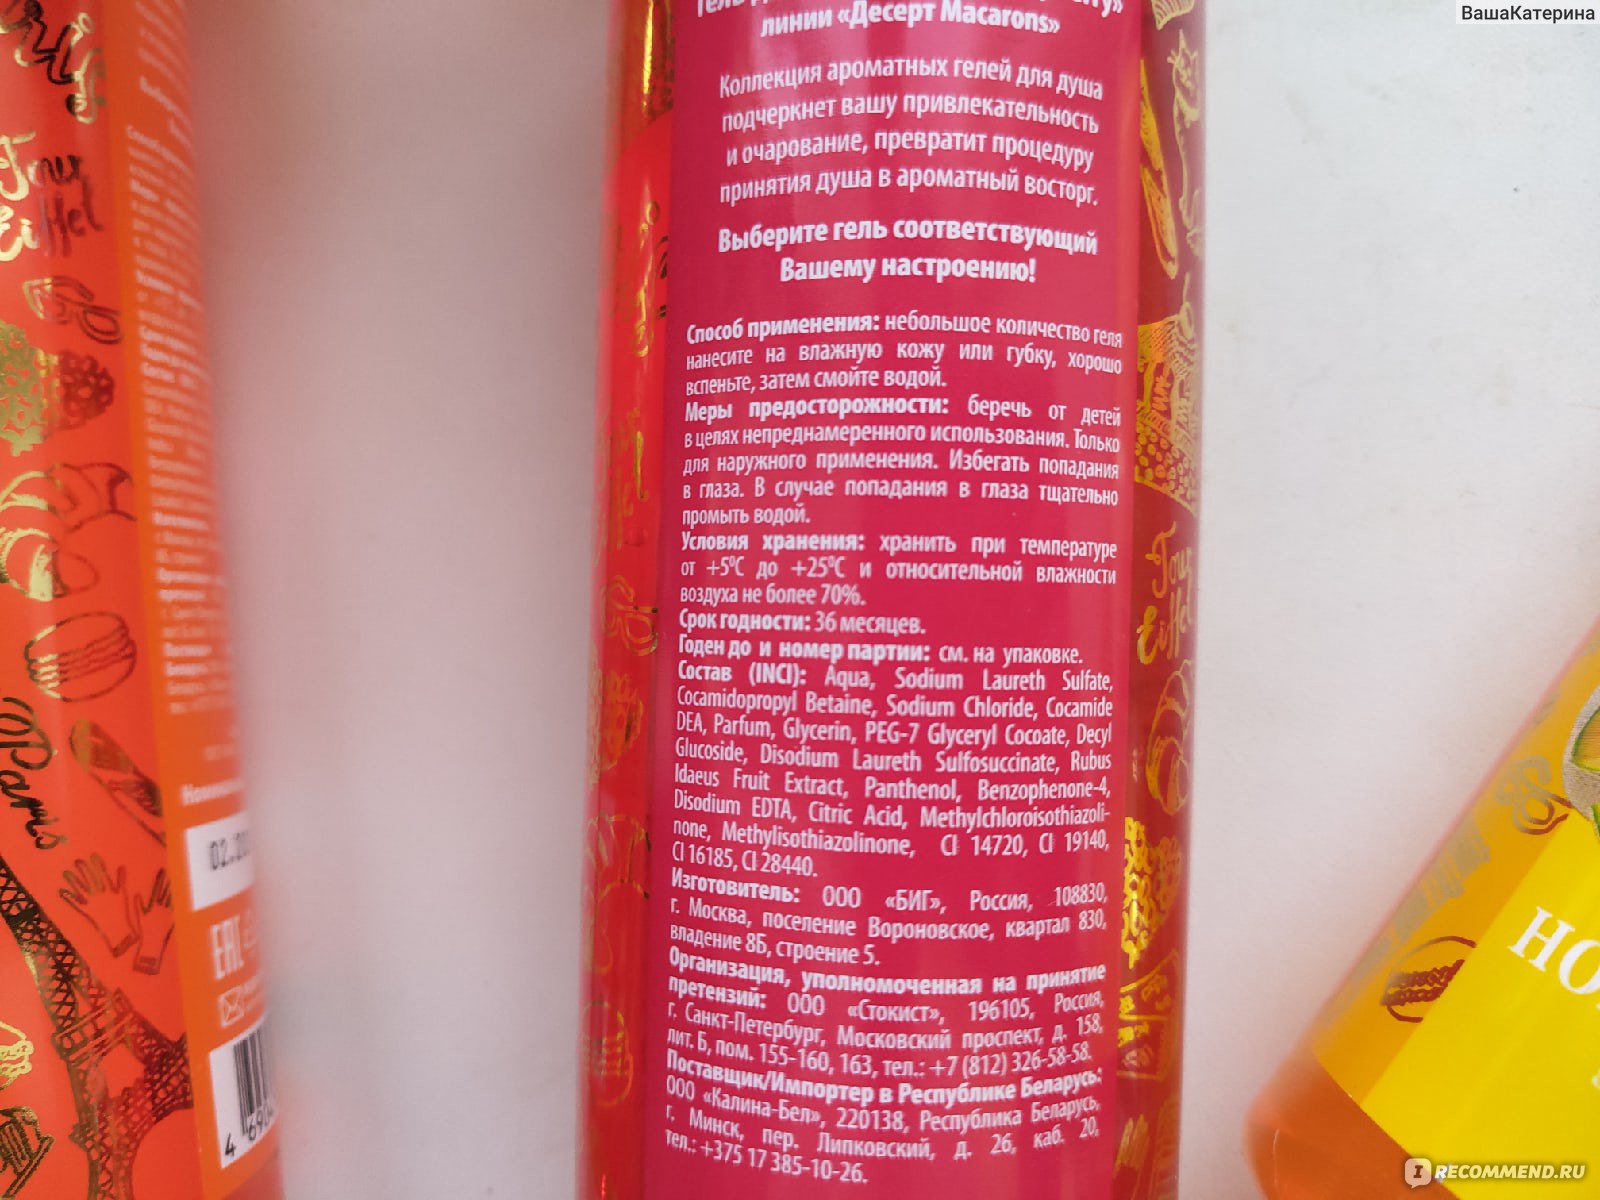 ВашаКатерина
линии «Десерт Macarons»
Коллекция ароматных гелей для душа
подчеркнет вашу привлекательность
и очарование, превратит процедуру
принятия душа в ароматный восторг.
Выберите гель соответствующий
Вашему настроению!
Способ применения: небольшое количество геля
нанесите на влажную кожу или губку, хорошо
вспеньте, затем смойте водой.
Меры предосторожности: беречь от детей
в целях непреднамеренного использования. Только
для наружного применения. Избегать попадания
в глаза. В случае попадания в глаза тщательно
промыть водой.
Условия хранения: хранить при температуре
от +5⁰С до +25⁰С и относительной влажности
воздуха не более 70%.
Срок годности: 36 месяцев.
Годен до и номер партии: см. на упаковке.
Состав (INCI): Aqua, Sodium Laureth Sulfate,
Cocamidopropyl Betaine, Sodium Chloride, Cocamide
DEA, Parfum, Glycerin, PEG-7 Glyceryl Cocoate, Decyl
Glucoside, Disodium Laureth Sulfosuccinate, Rubus
Idaeus Fruit Extract, Panthenol, Benzophenone-4,
Disodium EDTA, Citric Acid, Methylchloroisothiazoli-
none, Methylisothiazolinone, CI 14720, CI 19140,
CI 16185, CI 28440.
Изготовитель: ООО «БИГ», Россия, 108830,
г. Москва, поселение Вороновское, квартал 830,
владение 8Б, строение 5.
Организация, уполномоченная на принятие
претензий: ООО «Стокист», 196105, Россия,
г. Санкт-Петербург, Московский проспект, д. 158,
лит. Б, пом. 155-160, 163, тел.: +7 (812) 326-58-58.
Поставщик/Импортер в Республике Беларусь:
ООО «Калина-Бел», 220138, Республика Беларусь,
г. Минск, пер. Липковский, д. 26, каб. 20,
тел.: +375 17 385-10-26.
Tour
Eiffel
Paris
EAC
Tour
Eiffel
IRECOMMEND.RU